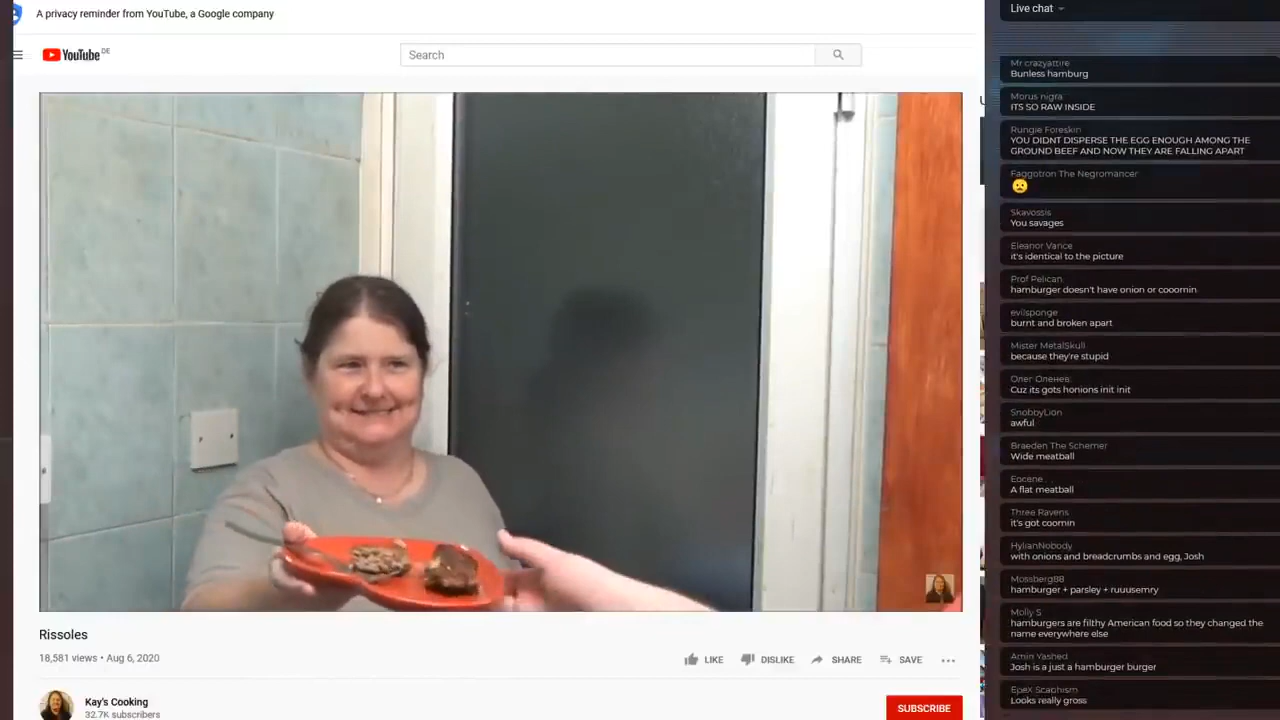 A privacy reminder from YouTube, a Google company
YouTube DE
Search
Rissoles
18,581 views • Aug 6, 2020
LIKE
DISLIKE
SHARE
SAVE
Kay's Cooking
32.7K subscribers
SUBSCRIBE
Live chat
Mr crazyattire
Bunless hamburg
Morus nigra
ITS SO RAW INSIDE
Rungie Foreskin
YOU DIDNT DISPERSE THE EGG ENOUGH AMONG THE
GROUND BEEF AND NOW THEY ARE FALLING APART
Faggotron The Negromancer
Skavossis
You savages
Eleanor Vance
it's identical to the picture
Prof Pelican
hamburger doesn't have onion or cooornin
evilsponge
burnt and broken apart
Mister MetalSkull
because they're stupid
Олег Оленев
Cuz its gots honions init init
SnobbyLion
awful
Braeden The Schemer
Wide meatball
Eocene
A flat meatball
Three Ravens
it's got coomin
HylianNobody
with onions and breadcrumbs and egg, Josh
Mossberg88
hamburger + parsley + ruuusemry
Molly S
hamburgers are filthy American food so they changed the
name everywhere else
Amin Yashed
Josh is a just a hamburger burger
EpeX Scaphism
Looks really gross